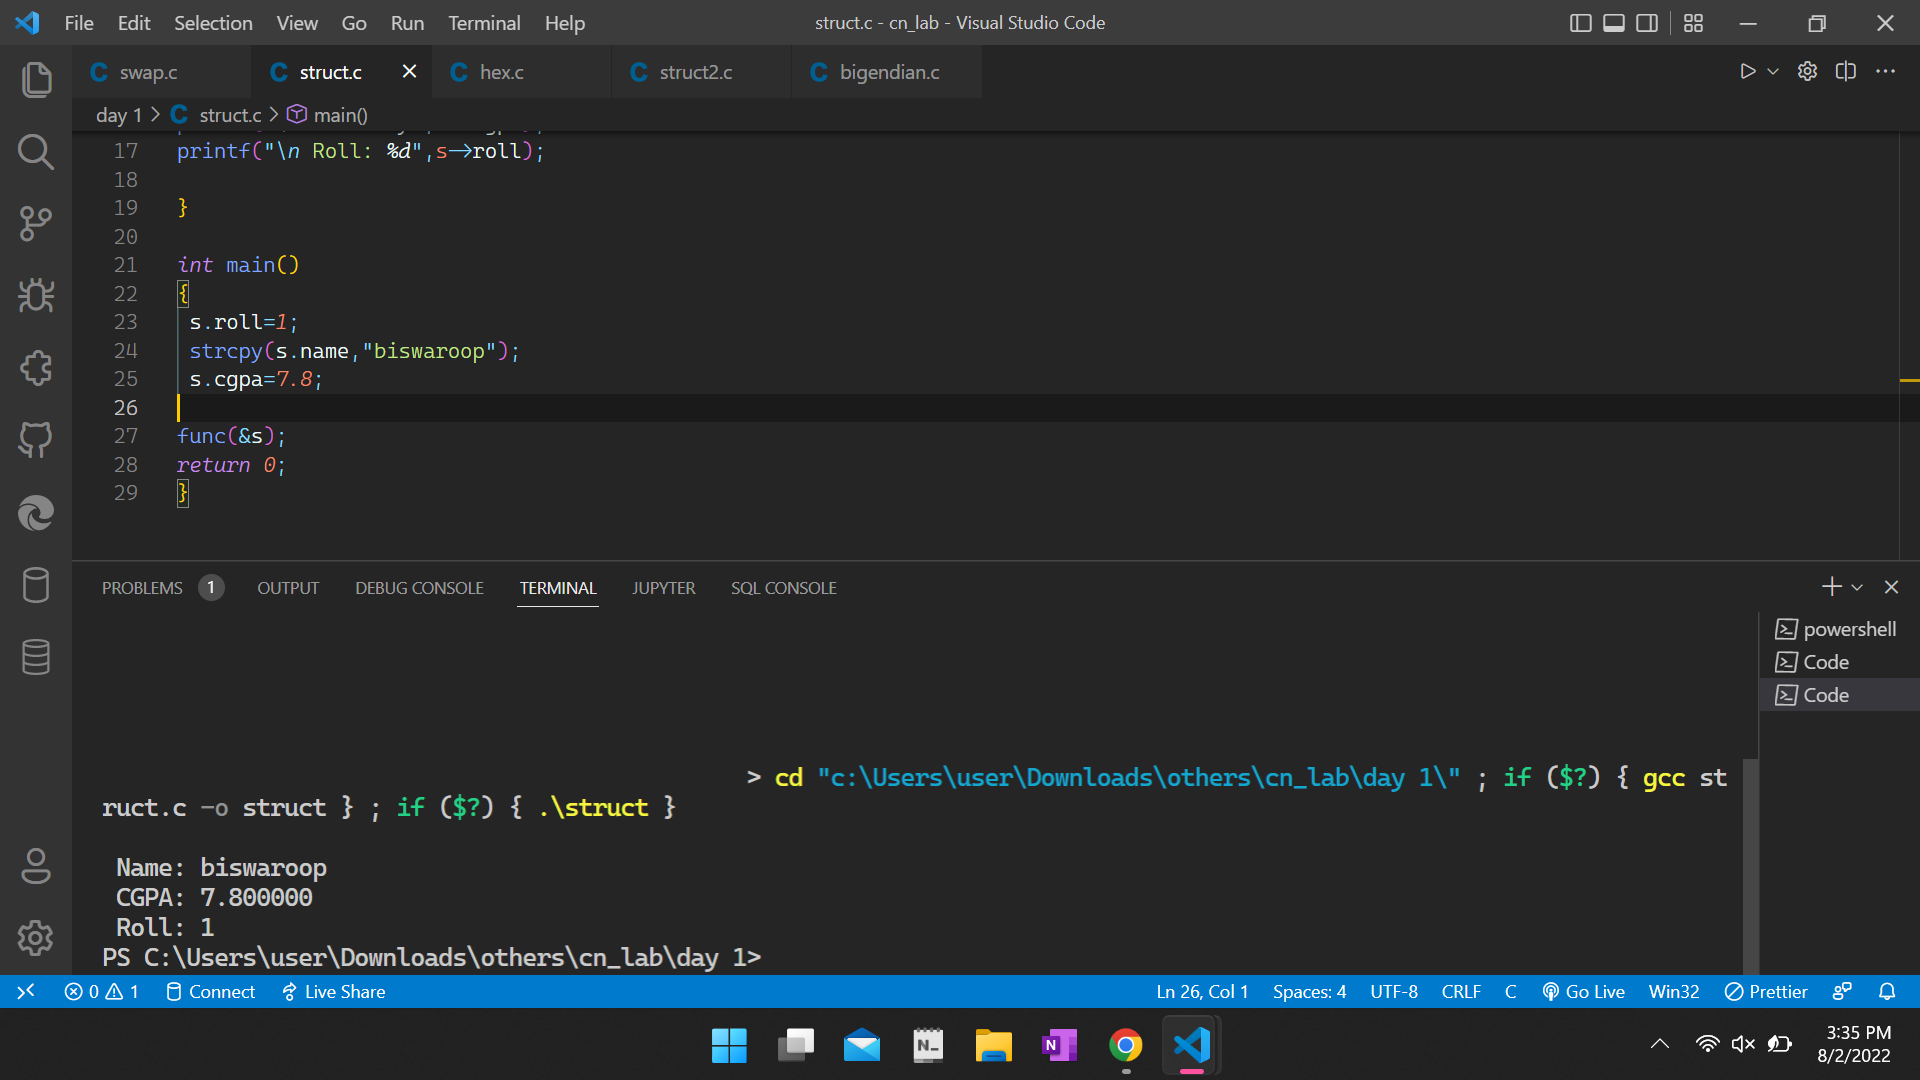 File Edit Selection View Go Run Terminal Help struct.c - cn_lab - Visual Studio Code
C swap.c C struct.c C hex.c C struct2.c C bigendian.c
day 1 > C struct.c > main()
17 printf("\n Roll: %d",s->roll);
18
19 }
20
21 int main()
22 {
23 s.roll=1;
24 strcpy(s.name,"biswaroop");
25 s.cgpa=7.8;
26
27 func(&s);
28 return 0;
29 }
PROBLEMS 1 OUTPUT DEBUG CONSOLE TERMINAL JUPYTER SQL CONSOLE
powershell
Code
Code
> cd "c:\Users\user\Downloads\others\cn_lab\day 1\" ; if ($?) { gcc st
ruct.c -o struct } ; if ($?) { .\struct }
Name: biswaroop
CGPA: 7.800000
Roll: 1
PS C:\Users\user\Downloads\others\cn_lab\day 1>
0 1 Connect Live Share Ln 26, Col 1 Spaces: 4 UTF-8 CRLF C Go Live Win32 Prettier
3:35 PM
8/2/2022